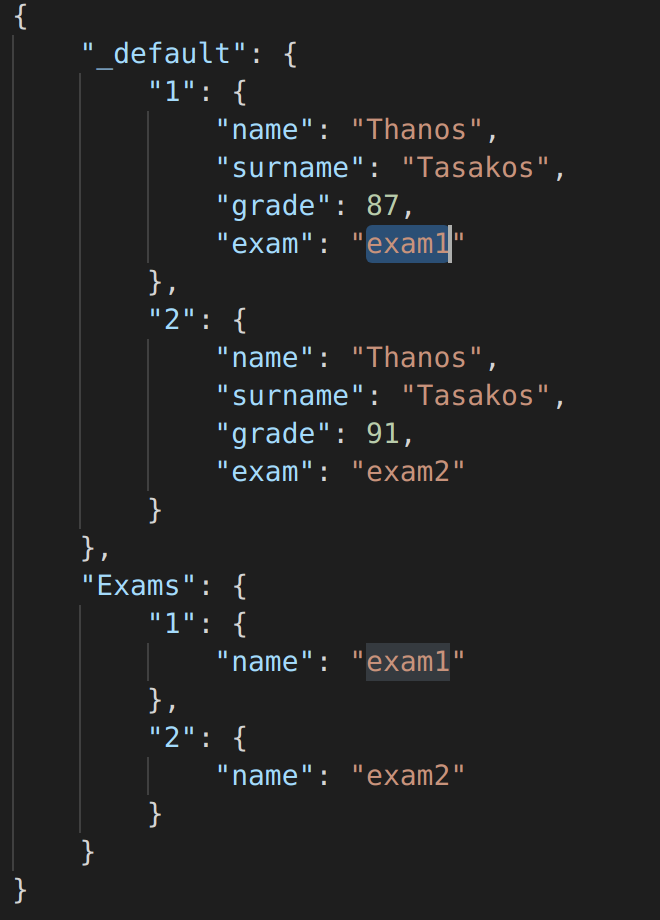 {
    "_default": {
        "1": {
            "name": "Thanos",
            "surname": "Tasakos",
            "grade": 87,
            "exam": "exam1"
        },
        "2": {
            "name": "Thanos",
            "surname": "Tasakos",
            "grade": 91,
            "exam": "exam2"
        }
    },
    "Exams": {
        "1": {
            "name": "exam1"
        },
        "2": {
            "name": "exam2"
        }
    }
}